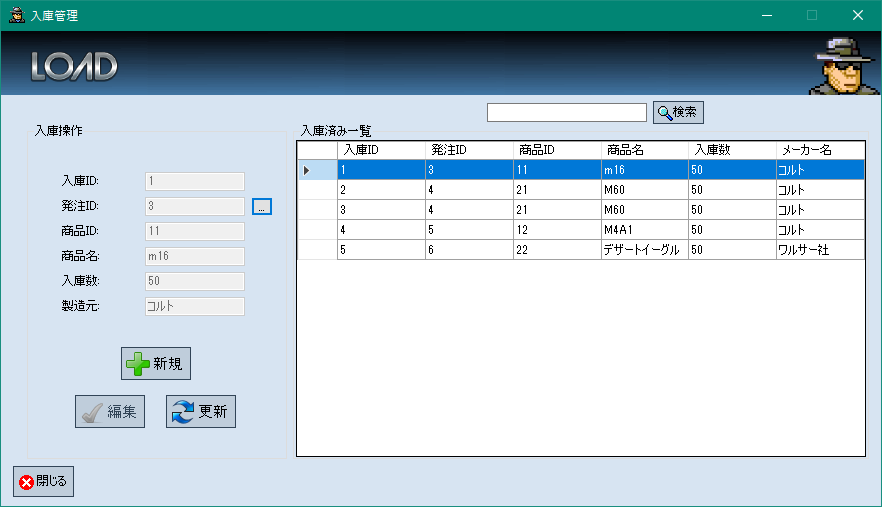 入庫管理
LOAD
検索
入庫操作
入庫ID: 1
発注ID: 3 ...
商品ID: 11
商品名: m16
入庫数: 50
製造元: コルト
新規
編集 更新
閉じる
入庫済み一覧
入庫ID 発注ID 商品ID 商品名 入庫数 メーカー名
1 3 11 m16 50 コルト
2 4 21 M60 50 コルト
3 4 21 M60 50 コルト
4 5 12 M4A1 50 コルト
5 6 22 デザートイーグル 50 ワルサー社